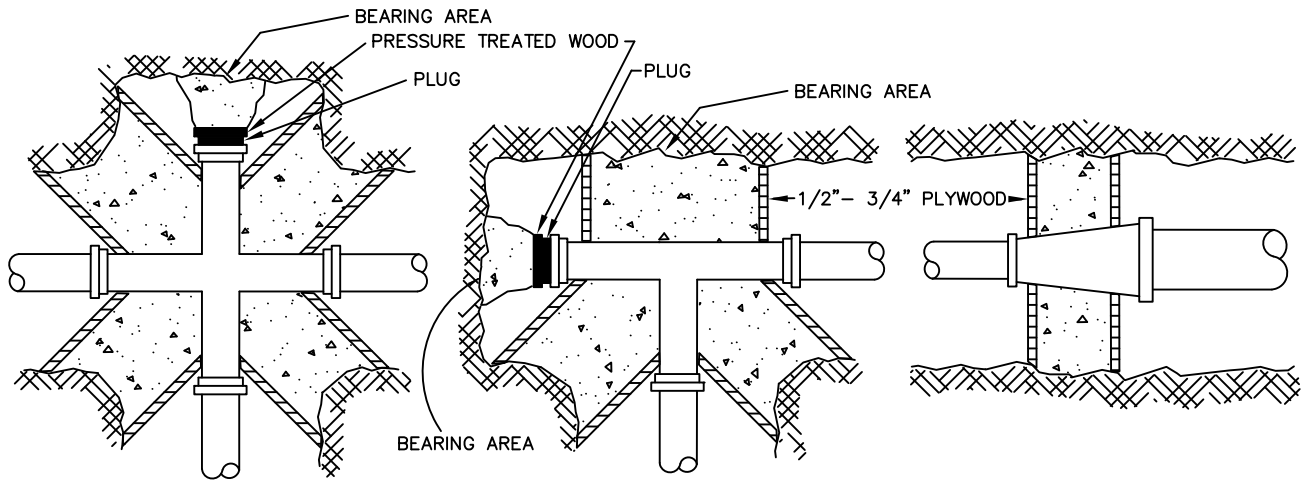 BEARING AREA
PRESSURE TREATED WOOD
PLUG
PLUG
BEARING AREA
1/2"- 3/4" PLYWOOD
BEARING AREA